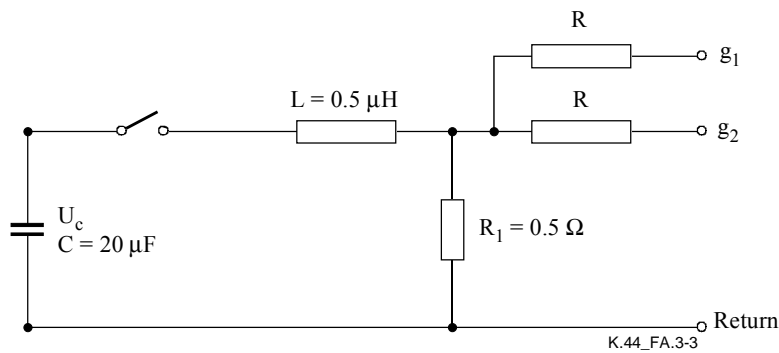 R
g1
L = 0.5 µH
R
g2
Uc
C = 20 µF
R1 = 0.5 Ω
Return
K.44_FA.3-3